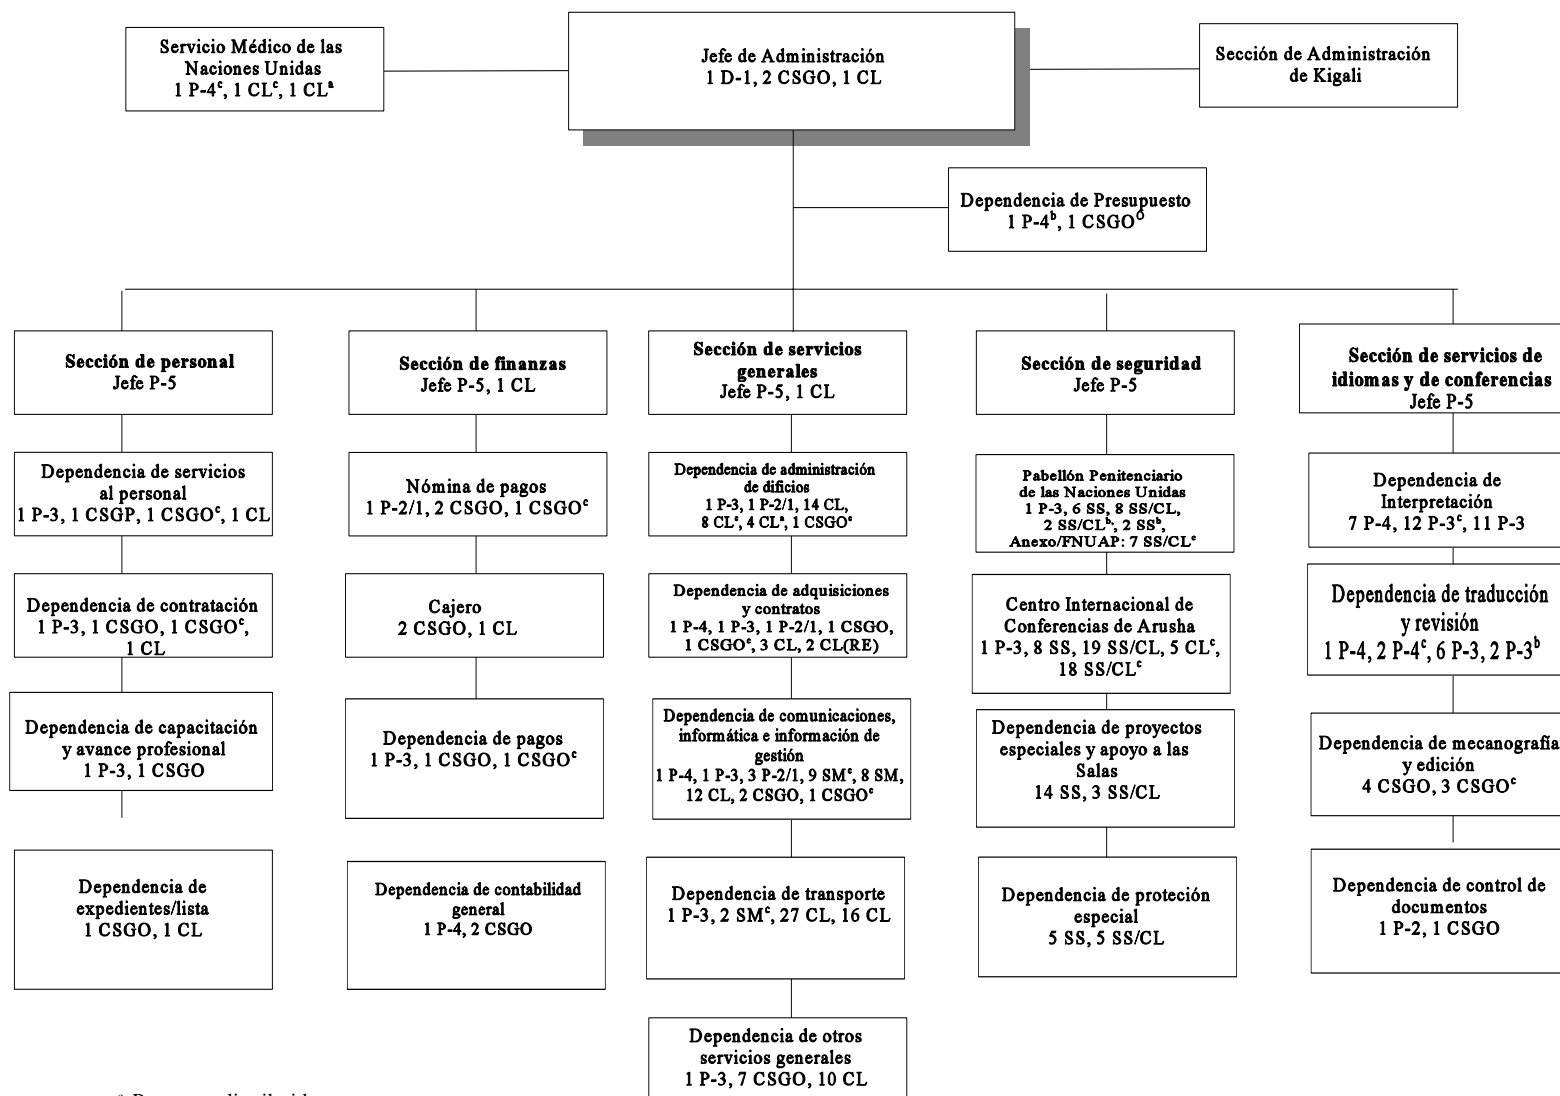 Servicio Médico de las
Naciones Unidas
1 P-4ᶜ, 1 CLᶜ, 1 CLᵃ
Jefe de Administración
1 D-1, 2 CSGO, 1 CL
Sección de Administración
de Kigali
Dependencia de Presupuesto
1 P-4ᵇ, 1 CSGO
Sección de personal
Jefe P-5
Dependencia de servicios
al personal
1 P-3, 1 CSGP, 1 CSGOᶜ, 1 CL
Dependencia de contratación
1 P-3, 1 CSGO, 1 CSGOᶜ,
1 CL
Dependencia de capacitación
y avance profesional
1 P-3, 1 CSGO
Dependencia de
expedientes/lista
1 CSGO, 1 CL
Sección de finanzas
Jefe P-5, 1 CL
Nómina de pagos
1 P-2/1, 2 CSGO, 1 CSGOᶜ
Cajero
2 CSGO, 1 CL
Dependencia de pagos
1 P-3, 1 CSGO, 1 CSGOᶜ
Dependencia de contabilidad
general
1 P-4, 2 CSGO
Sección de servicios
generales
Jefe P-5, 1 CL
Dependencia de administración
de dificios
1 P-3, 1 P-2/1, 14 CL,
8 CLᶜ, 4 CLᵃ, 1 CSGOᶜ
Dependencia de adquisiciones
y contratos
1 P-4, 1 P-3, 1 P-2/1, 1 CSGO,
1 CSGOᶜ, 3 CL, 2 CL(RE)
Dependencia de comunicaciones,
informática e información de
gestión
1 P-4, 1 P-3, 3 P-2/1, 9 SMᶜ, 8 SM,
12 CL, 2 CSGO, 1 CSGOᶜ
Dependencia de transporte
1 P-3, 2 SMᶜ, 27 CL, 16 CL
Dependencia de otros
servicios generales
1 P-3, 7 CSGO, 10 CL
Sección de seguridad
Jefe P-5
Pabellón Penitenciario
de las Naciones Unidas
1 P-3, 6 SS, 8 SS/CL,
2 SS/CLᵇ, 2 SSᵇ,
Anexo/FNUAP: 7 SS/CLᶜ
Centro Internacional de
Conferencias de Arusha
1 P-3, 8 SS, 19 SS/CL, 5 CLᶜ,
18 SS/CLᶜ
Dependencia de proyectos
especiales y apoyo a las
Salas
14 SS, 3 SS/CL
Dependencia de proteción
especial
5 SS, 5 SS/CL
Sección de servicios de
idiomas y de conferencias
Jefe P-5
Dependencia de
Interpretación
7 P-4, 12 P-3ᶜ, 11 P-3
Dependencia de traducción
y revisión
1 P-4, 2 P-4ᶜ, 6 P-3, 2 P-3ᵇ
Dependencia de mecanografía
y edición
4 CSGO, 3 CSGOᶜ
Dependencia de control de
documentos
1 P-2, 1 CSGO